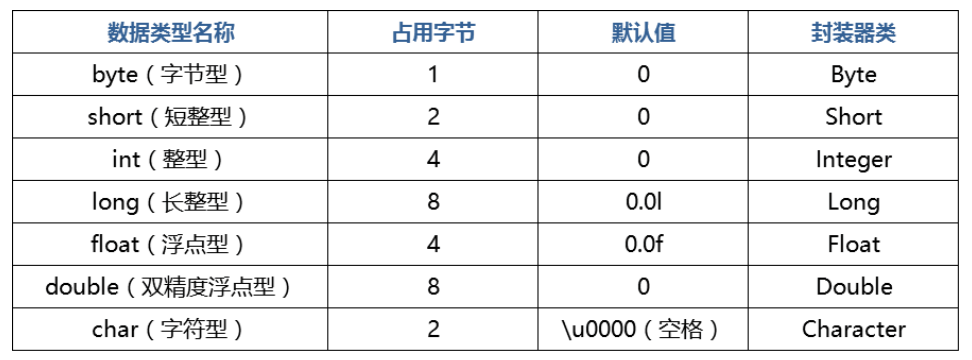 数据类型名称 占用字节 默认值 封装器类
byte（字节型） 1 0 Byte
short（短整型） 2 0 Short
int（整型） 4 0 Integer
long（长整型） 8 0.0l Long
float（浮点型） 4 0.0f Float
double（双精度浮点型） 8 0 Double
char（字符型） 2 \u0000（空格） Character